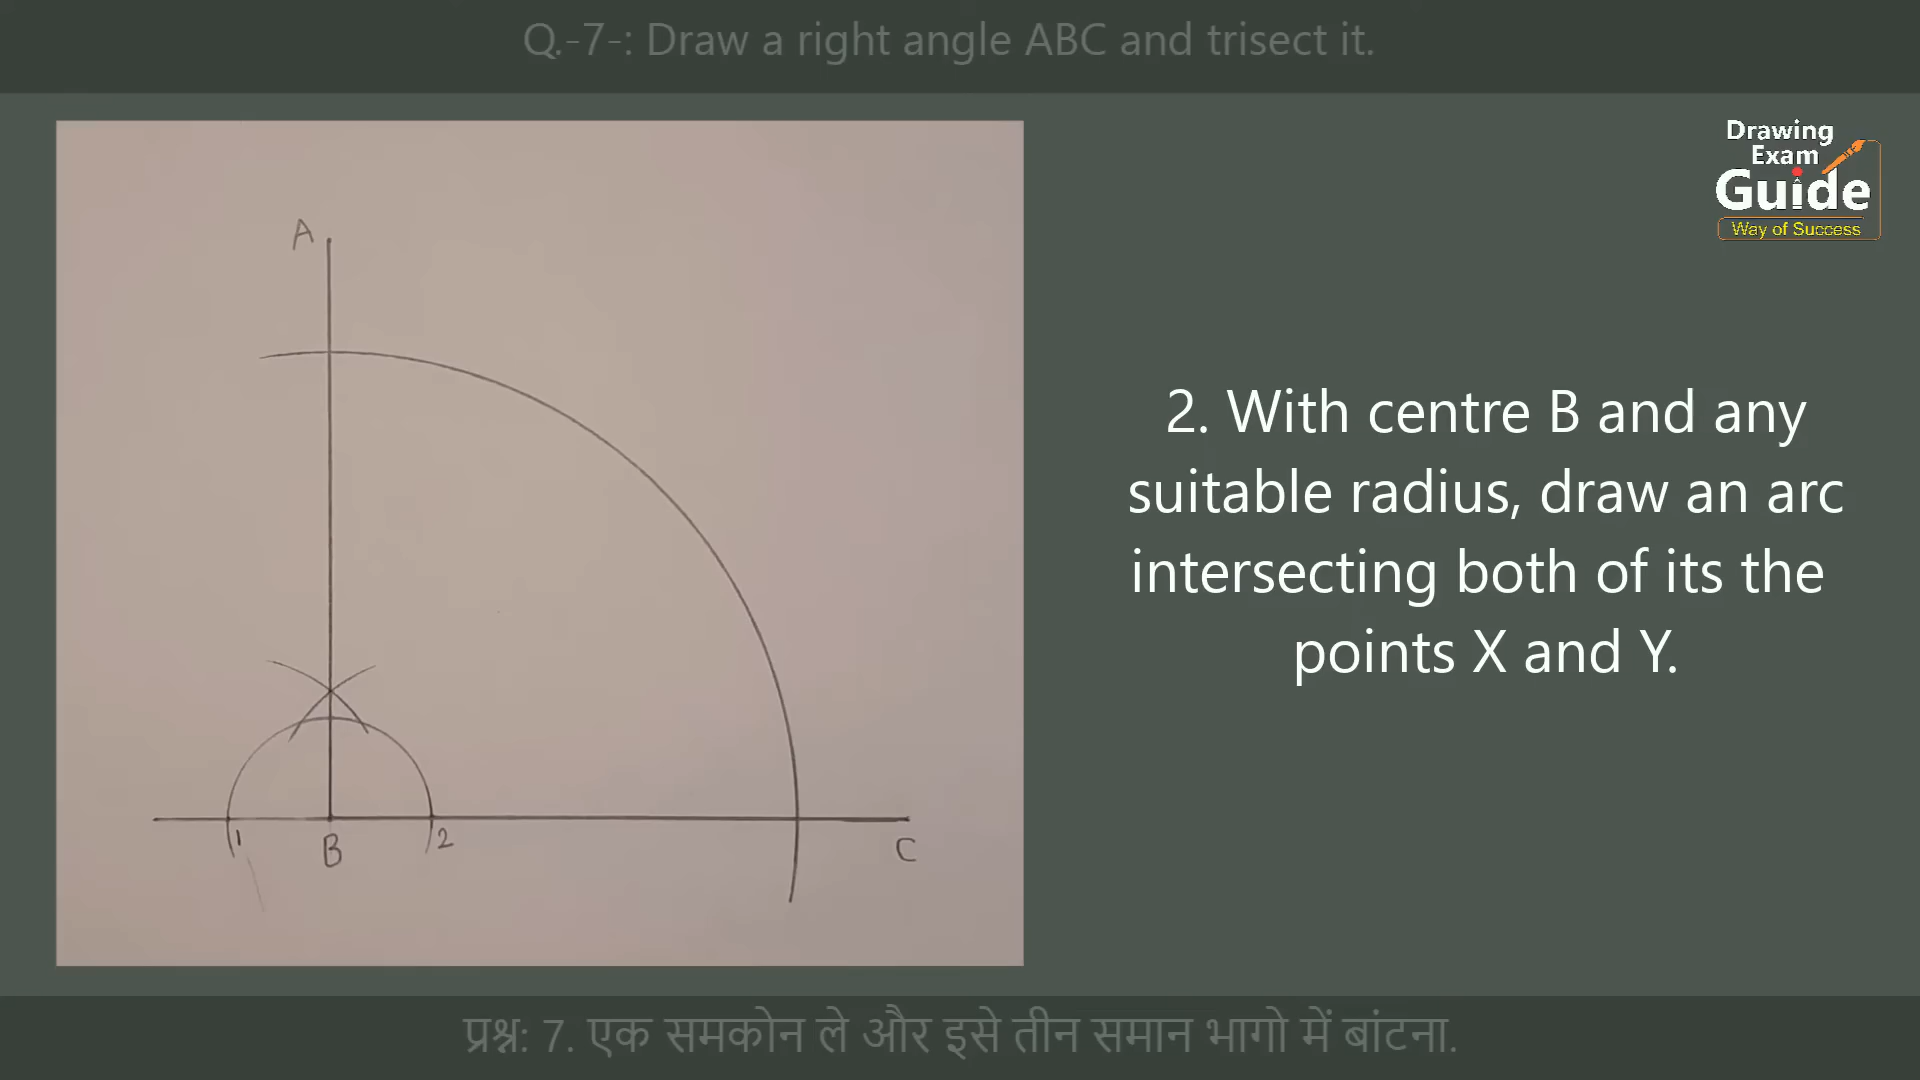 Q.-7-: Draw a right angle ABC and trisect it.
Drawing
Exam
Guide
Way of Success
A
2. With centre B and any
suitable radius, draw an arc
intersecting both of its the
points X and Y.
1
B
2
C
प्रश्न: 7. एक समकोन ले और इसे तीन समान भागो में बांटना.